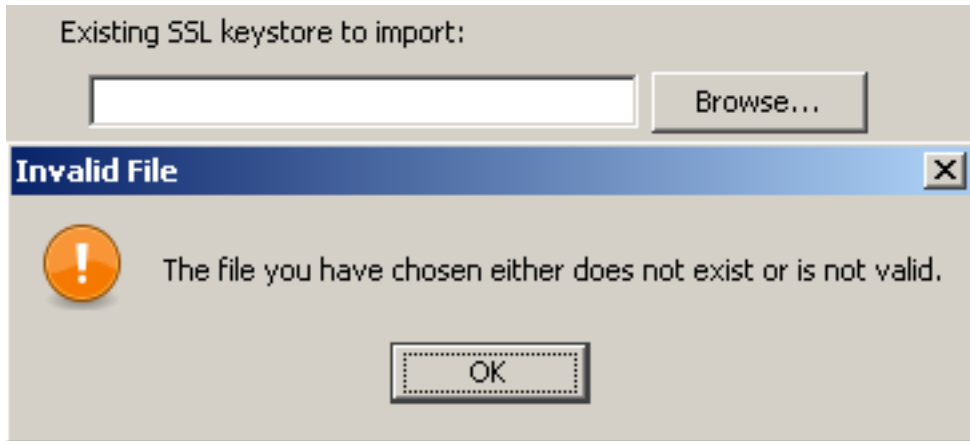 Existing SSL keystore to import:
Browse...
Invalid File
The file you have chosen either does not exist or is not valid.
OK